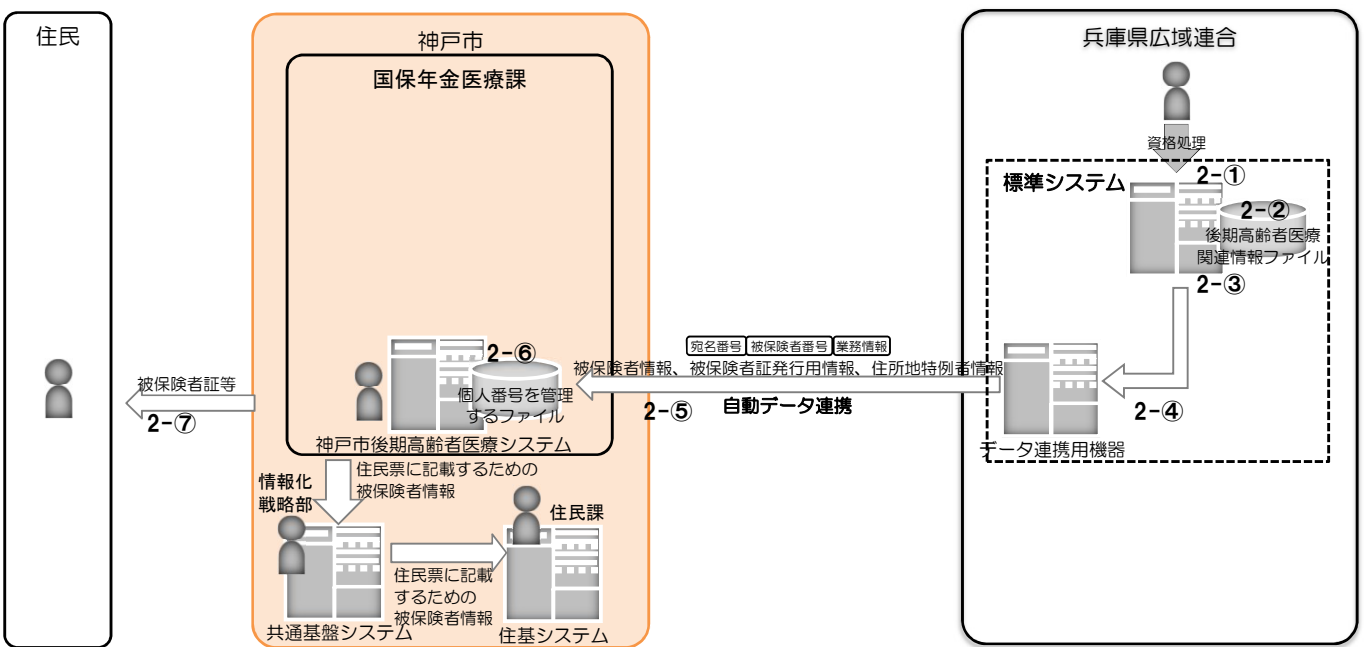 住民
神戸市
国保年金医療課
兵庫県広域連合
資格処理
標準システム
2-①
2-②
後期高齢者医療
関連情報ファイル
2-③
宛名番号 被保険者番号 業務情報
被保険者情報、被保険者証発行用情報、住所地特例者情報
2-⑤
自動データ連携
2-④
データ連携用機器
2-⑥
個人番号を管理
するファイル
神戸市後期高齢者医療システム
被保険者証等
2-⑦
住民票に記載するための
被保険者情報
情報化
戦略部
住民課
住民票に記載
するための
被保険者情報
共通基盤システム
住基システム